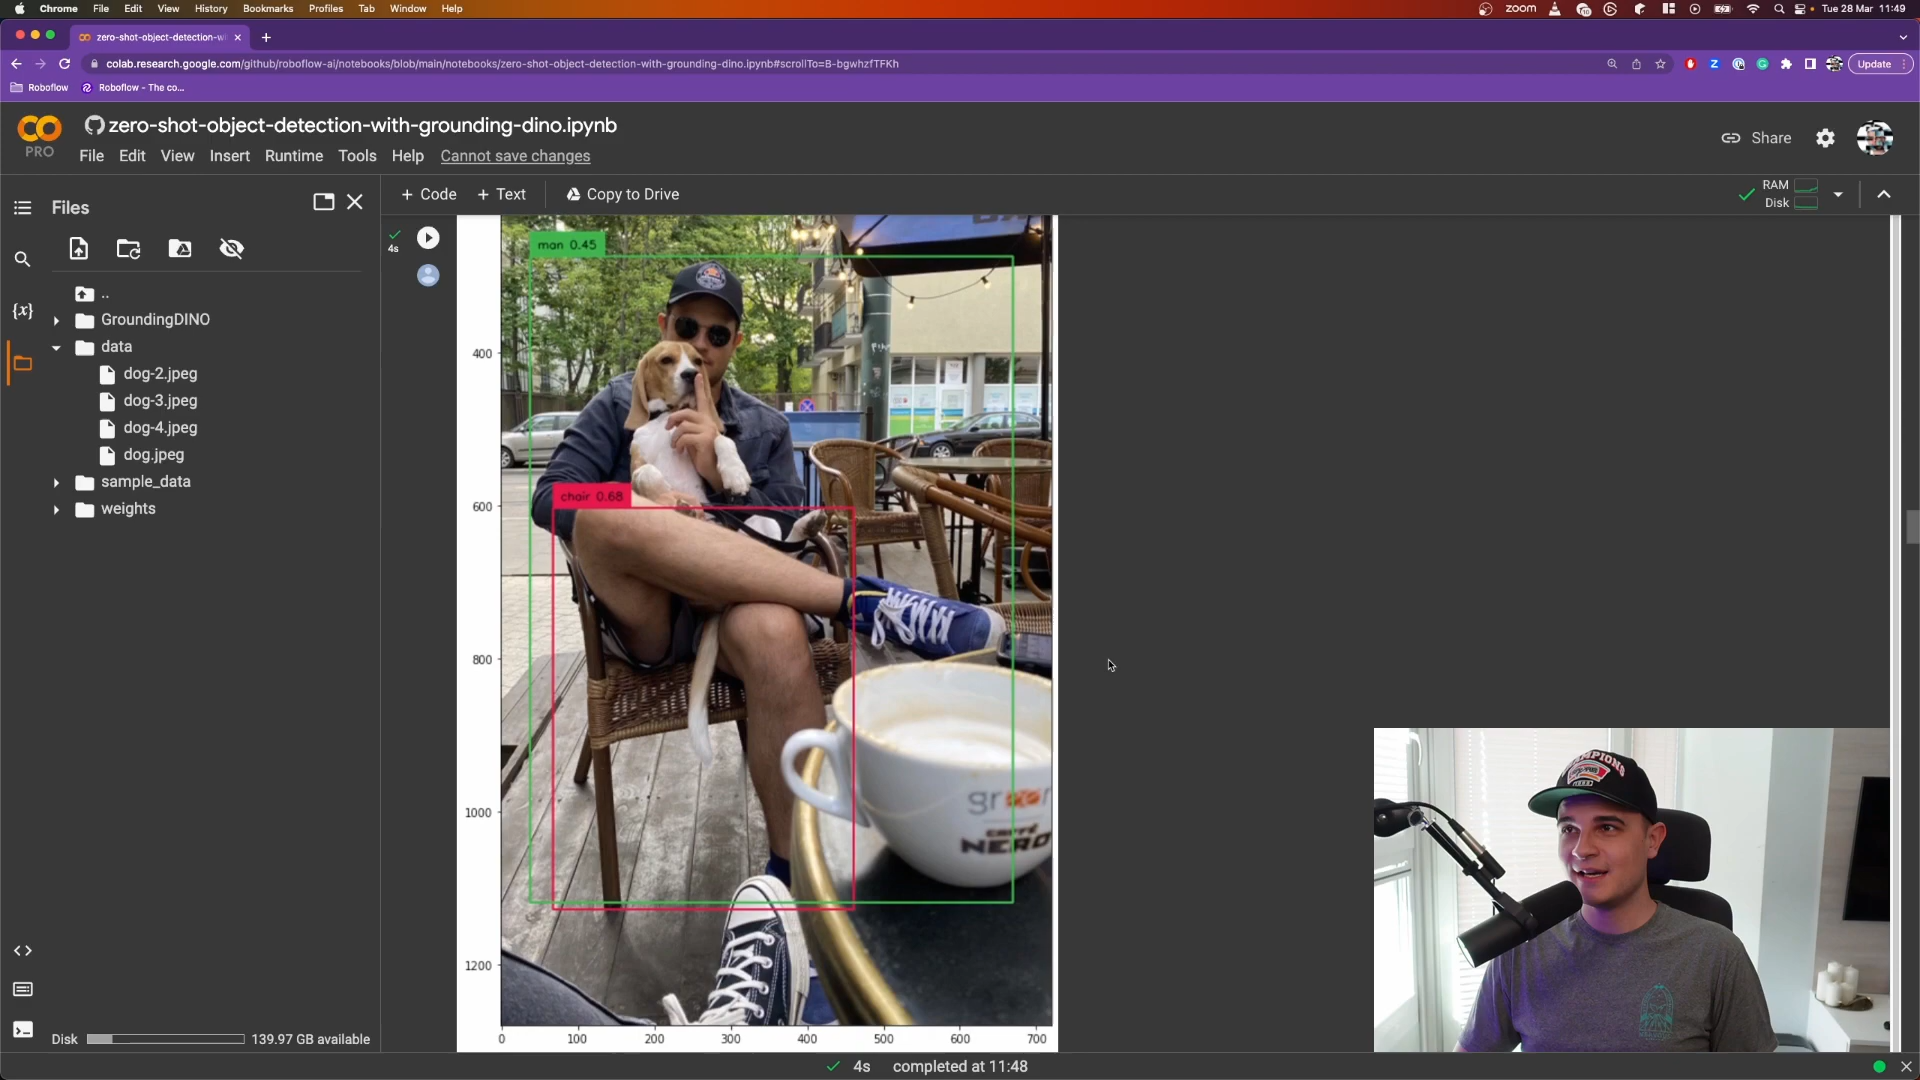 Chrome File Edit View History Bookmarks Profiles Tab Window Help
zoom Tue 28 Mar 11:49
zero-shot-object-detection-wi
colab.research.google.com/github/roboflow-ai/notebooks/blob/main/notebooks/zero-shot-object-detection-with-grounding-dino.ipynb#scrollTo=B-bgwhzfTFKh
Update
Roboflow Roboflow - The co...
CO
PRO
zero-shot-object-detection-with-grounding-dino.ipynb
File Edit View Insert Runtime Tools Help Cannot save changes
Share
Files
+ Code + Text Copy to Drive
RAM
Disk
4s
{x}
..
GroundingDINO
data
dog-2.jpeg
dog-3.jpeg
dog-4.jpeg
dog.jpeg
sample_data
weights
man 0.45
chair 0.68
400
600
800
1000
1200
0 100 200 300 400 500 600 700
green
CAFFÈ
NERO
CHAMPIONS
Disk 139.97 GB available
4s completed at 11:48